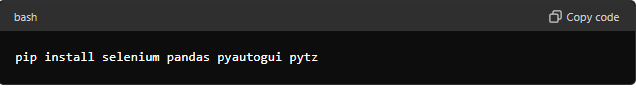 bash
Copy code
pip install selenium pandas pyautogui pytz